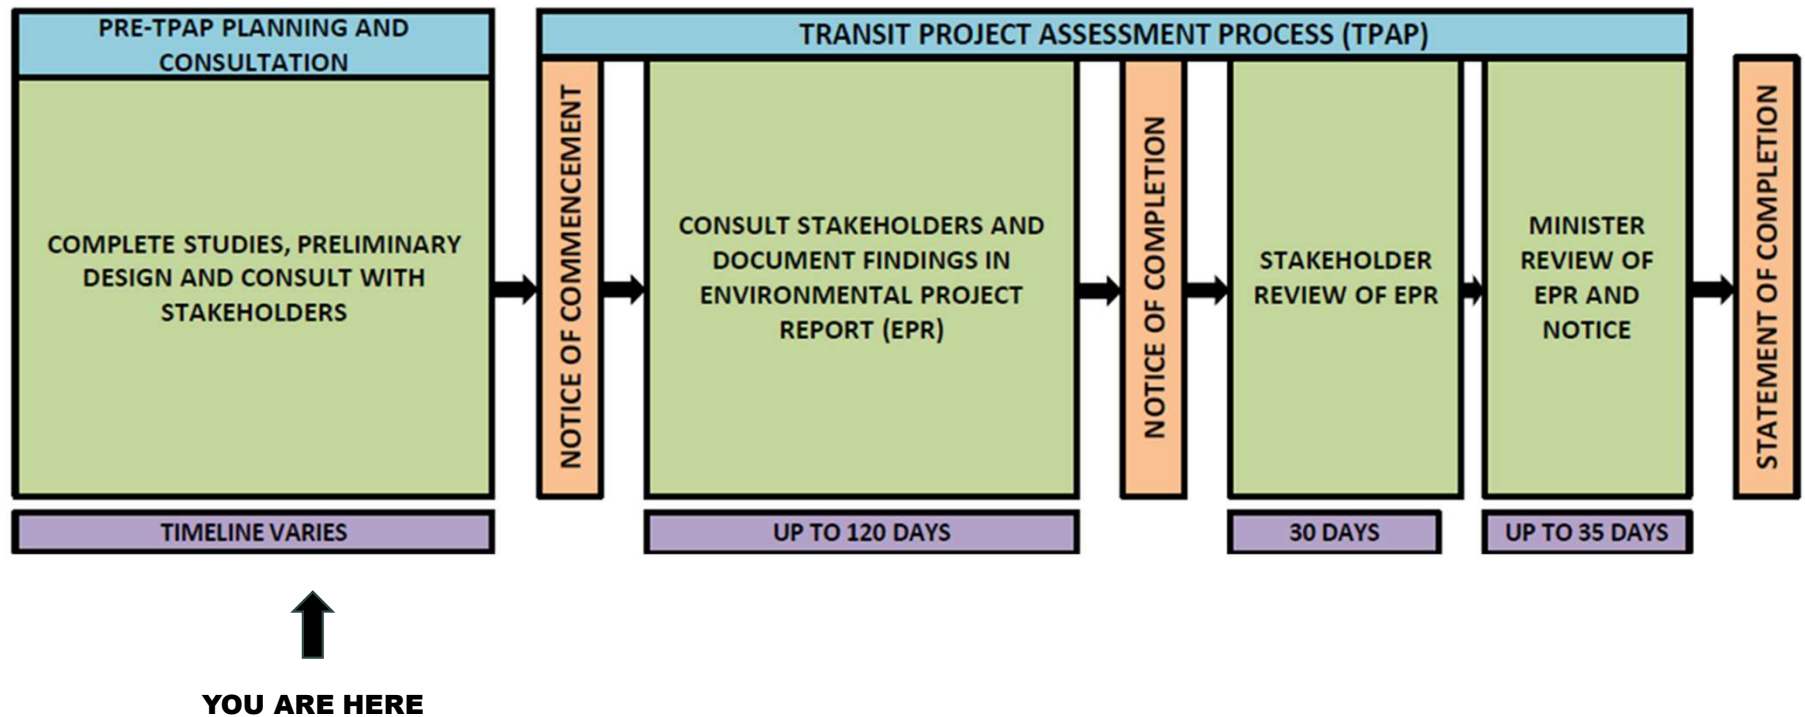 PRE-TPAP PLANNING AND
CONSULTATION
COMPLETE STUDIES, PRELIMINARY
DESIGN AND CONSULT WITH
STAKEHOLDERS
TIMELINE VARIES
YOU ARE HERE
TRANSIT PROJECT ASSESSMENT PROCESS (TPAP)
NOTICE OF COMMENCEMENT
CONSULT STAKEHOLDERS AND
DOCUMENT FINDINGS IN
ENVIRONMENTAL PROJECT
REPORT (EPR)
UP TO 120 DAYS
NOTICE OF COMPLETION
STAKEHOLDER
REVIEW OF EPR
30 DAYS
MINISTER
REVIEW OF
EPR AND
NOTICE
UP TO 35 DAYS
STATEMENT OF COMPLETION